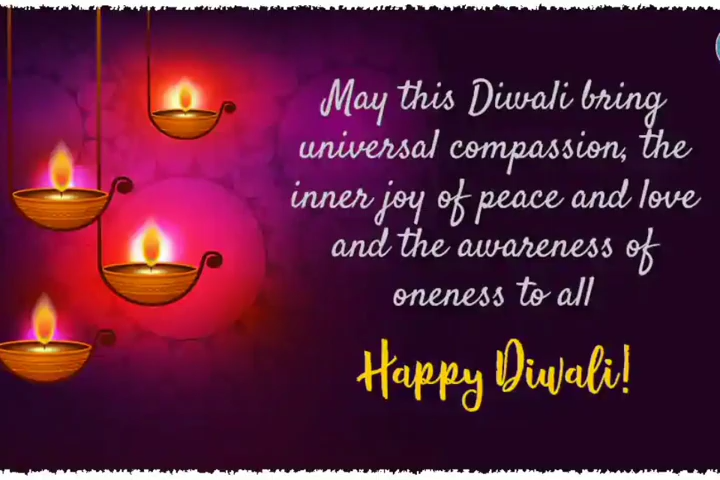 May this Diwali bring
universal compassion, the
inner joy of peace and love
and the awareness of
oneness to all
Happy Diwali!